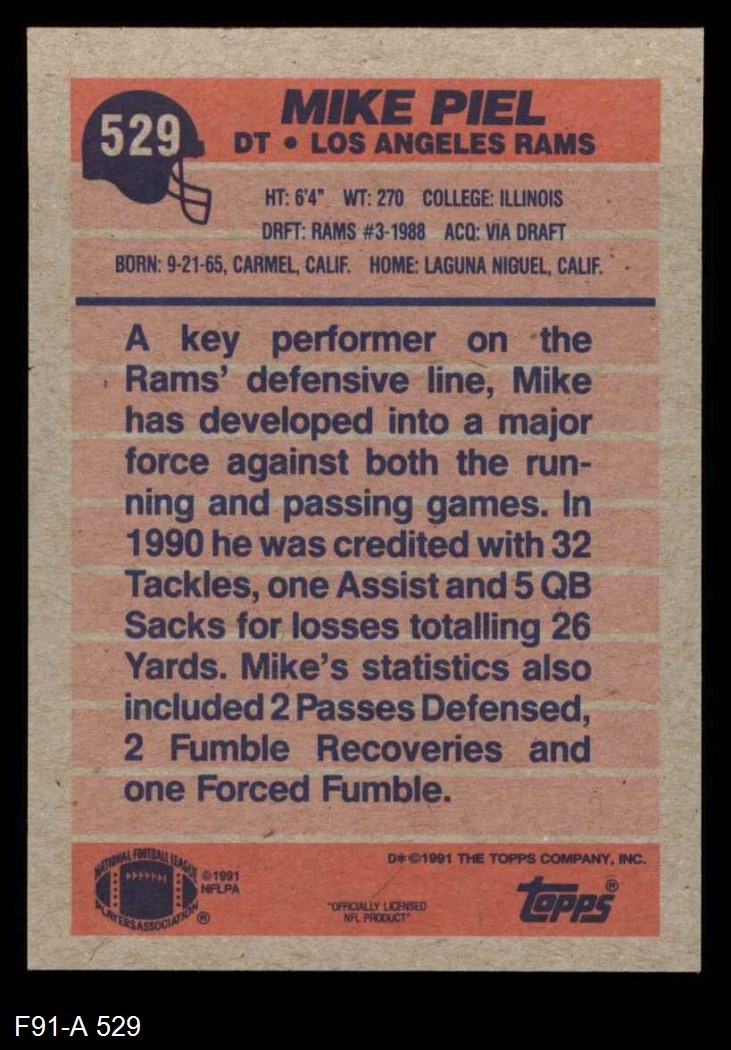 529
MIKE PIEL
DT • LOS ANGELES RAMS
HT: 6'4" WT: 270 COLLEGE: ILLINOIS
DRFT: RAMS #3-1988 ACQ: VIA DRAFT
BORN: 9-21-65, CARMEL, CALIF. HOME: LAGUNA NIGUEL, CALIF.
A key performer on the
Rams' defensive line, Mike
has developed into a major
force against both the run-
ning and passing games. In
1990 he was credited with 32
Tackles, one Assist and 5 QB
Sacks for losses totalling 26
Yards. Mike's statistics also
included 2 Passes Defensed,
2 Fumble Recoveries and
one Forced Fumble.
NATIONAL FOOTBALL LEAGUE
PLAYERS ASSOCIATION ®
©1991
NFLPA
"OFFICIALLY LICENSED
NFL PRODUCT"
D*©1991 THE TOPPS COMPANY, INC.
topps®
F91-A 529